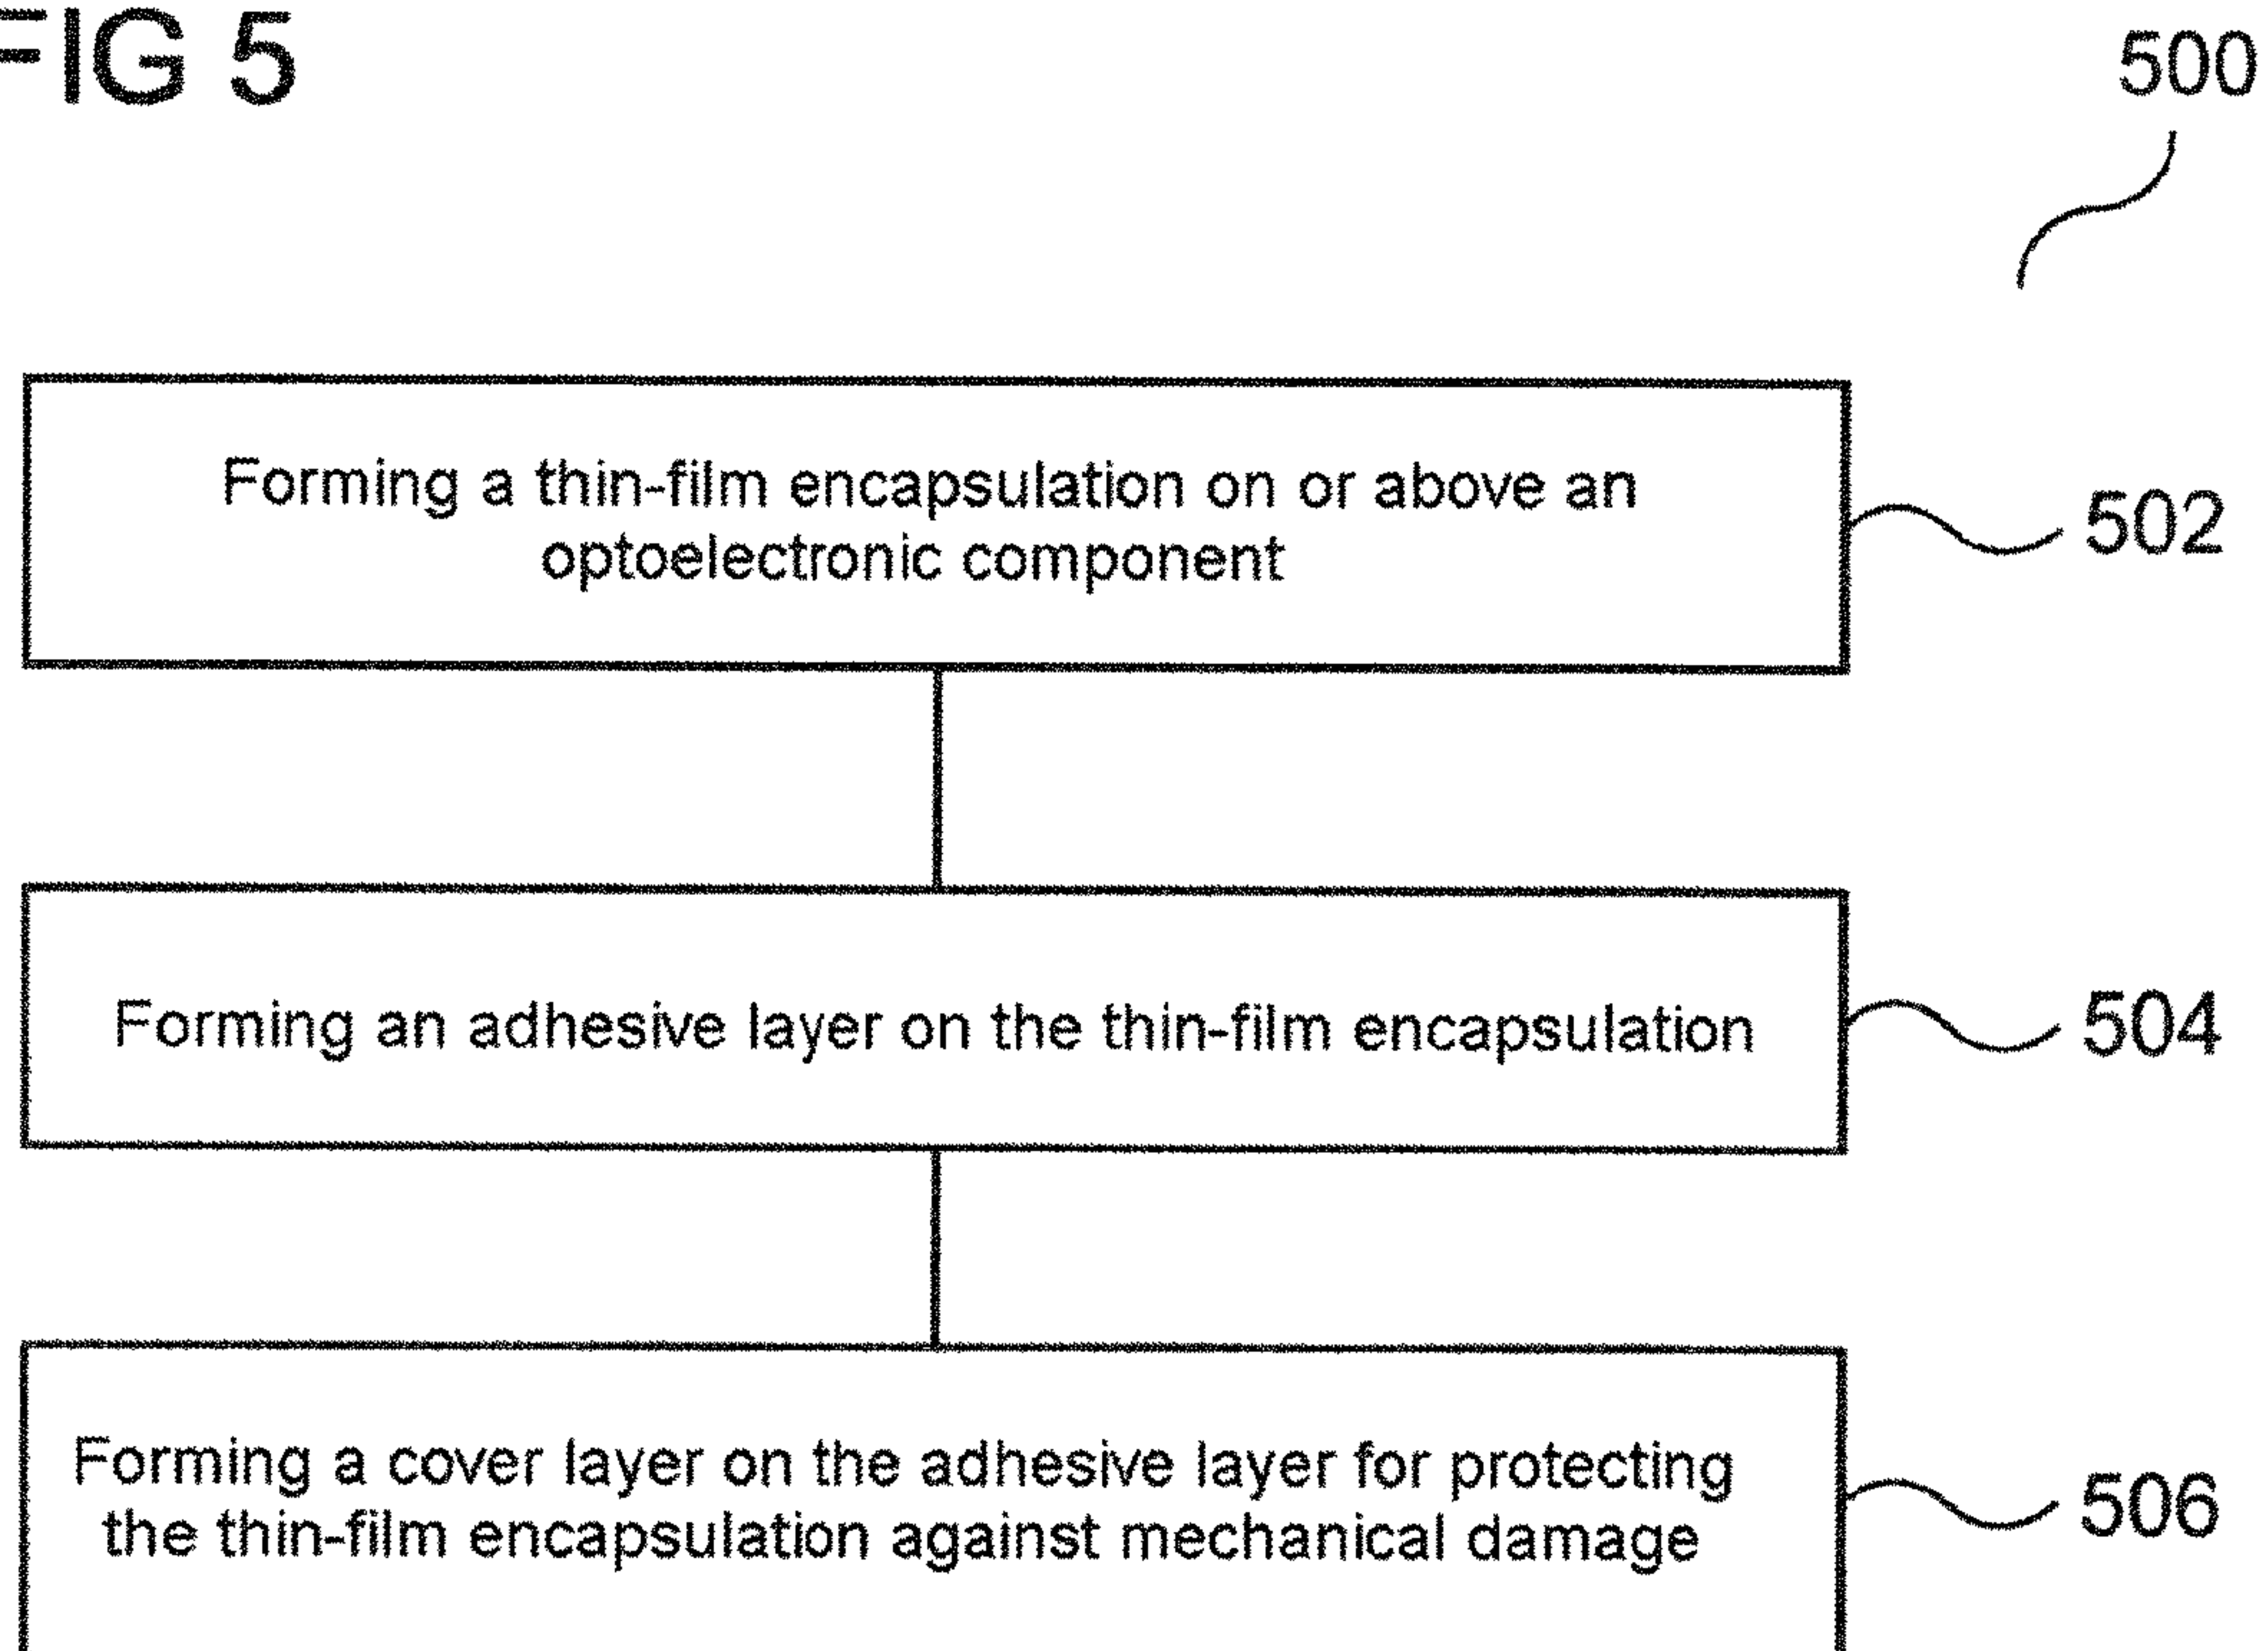 FIG 5
500
Forming a thin-film encapsulation on or above an
optoelectronic component
502
Forming an adhesive layer on the thin-film encapsulation
504
Forming a cover layer on the adhesive layer for protecting
the thin-film encapsulation against mechanical damage
506